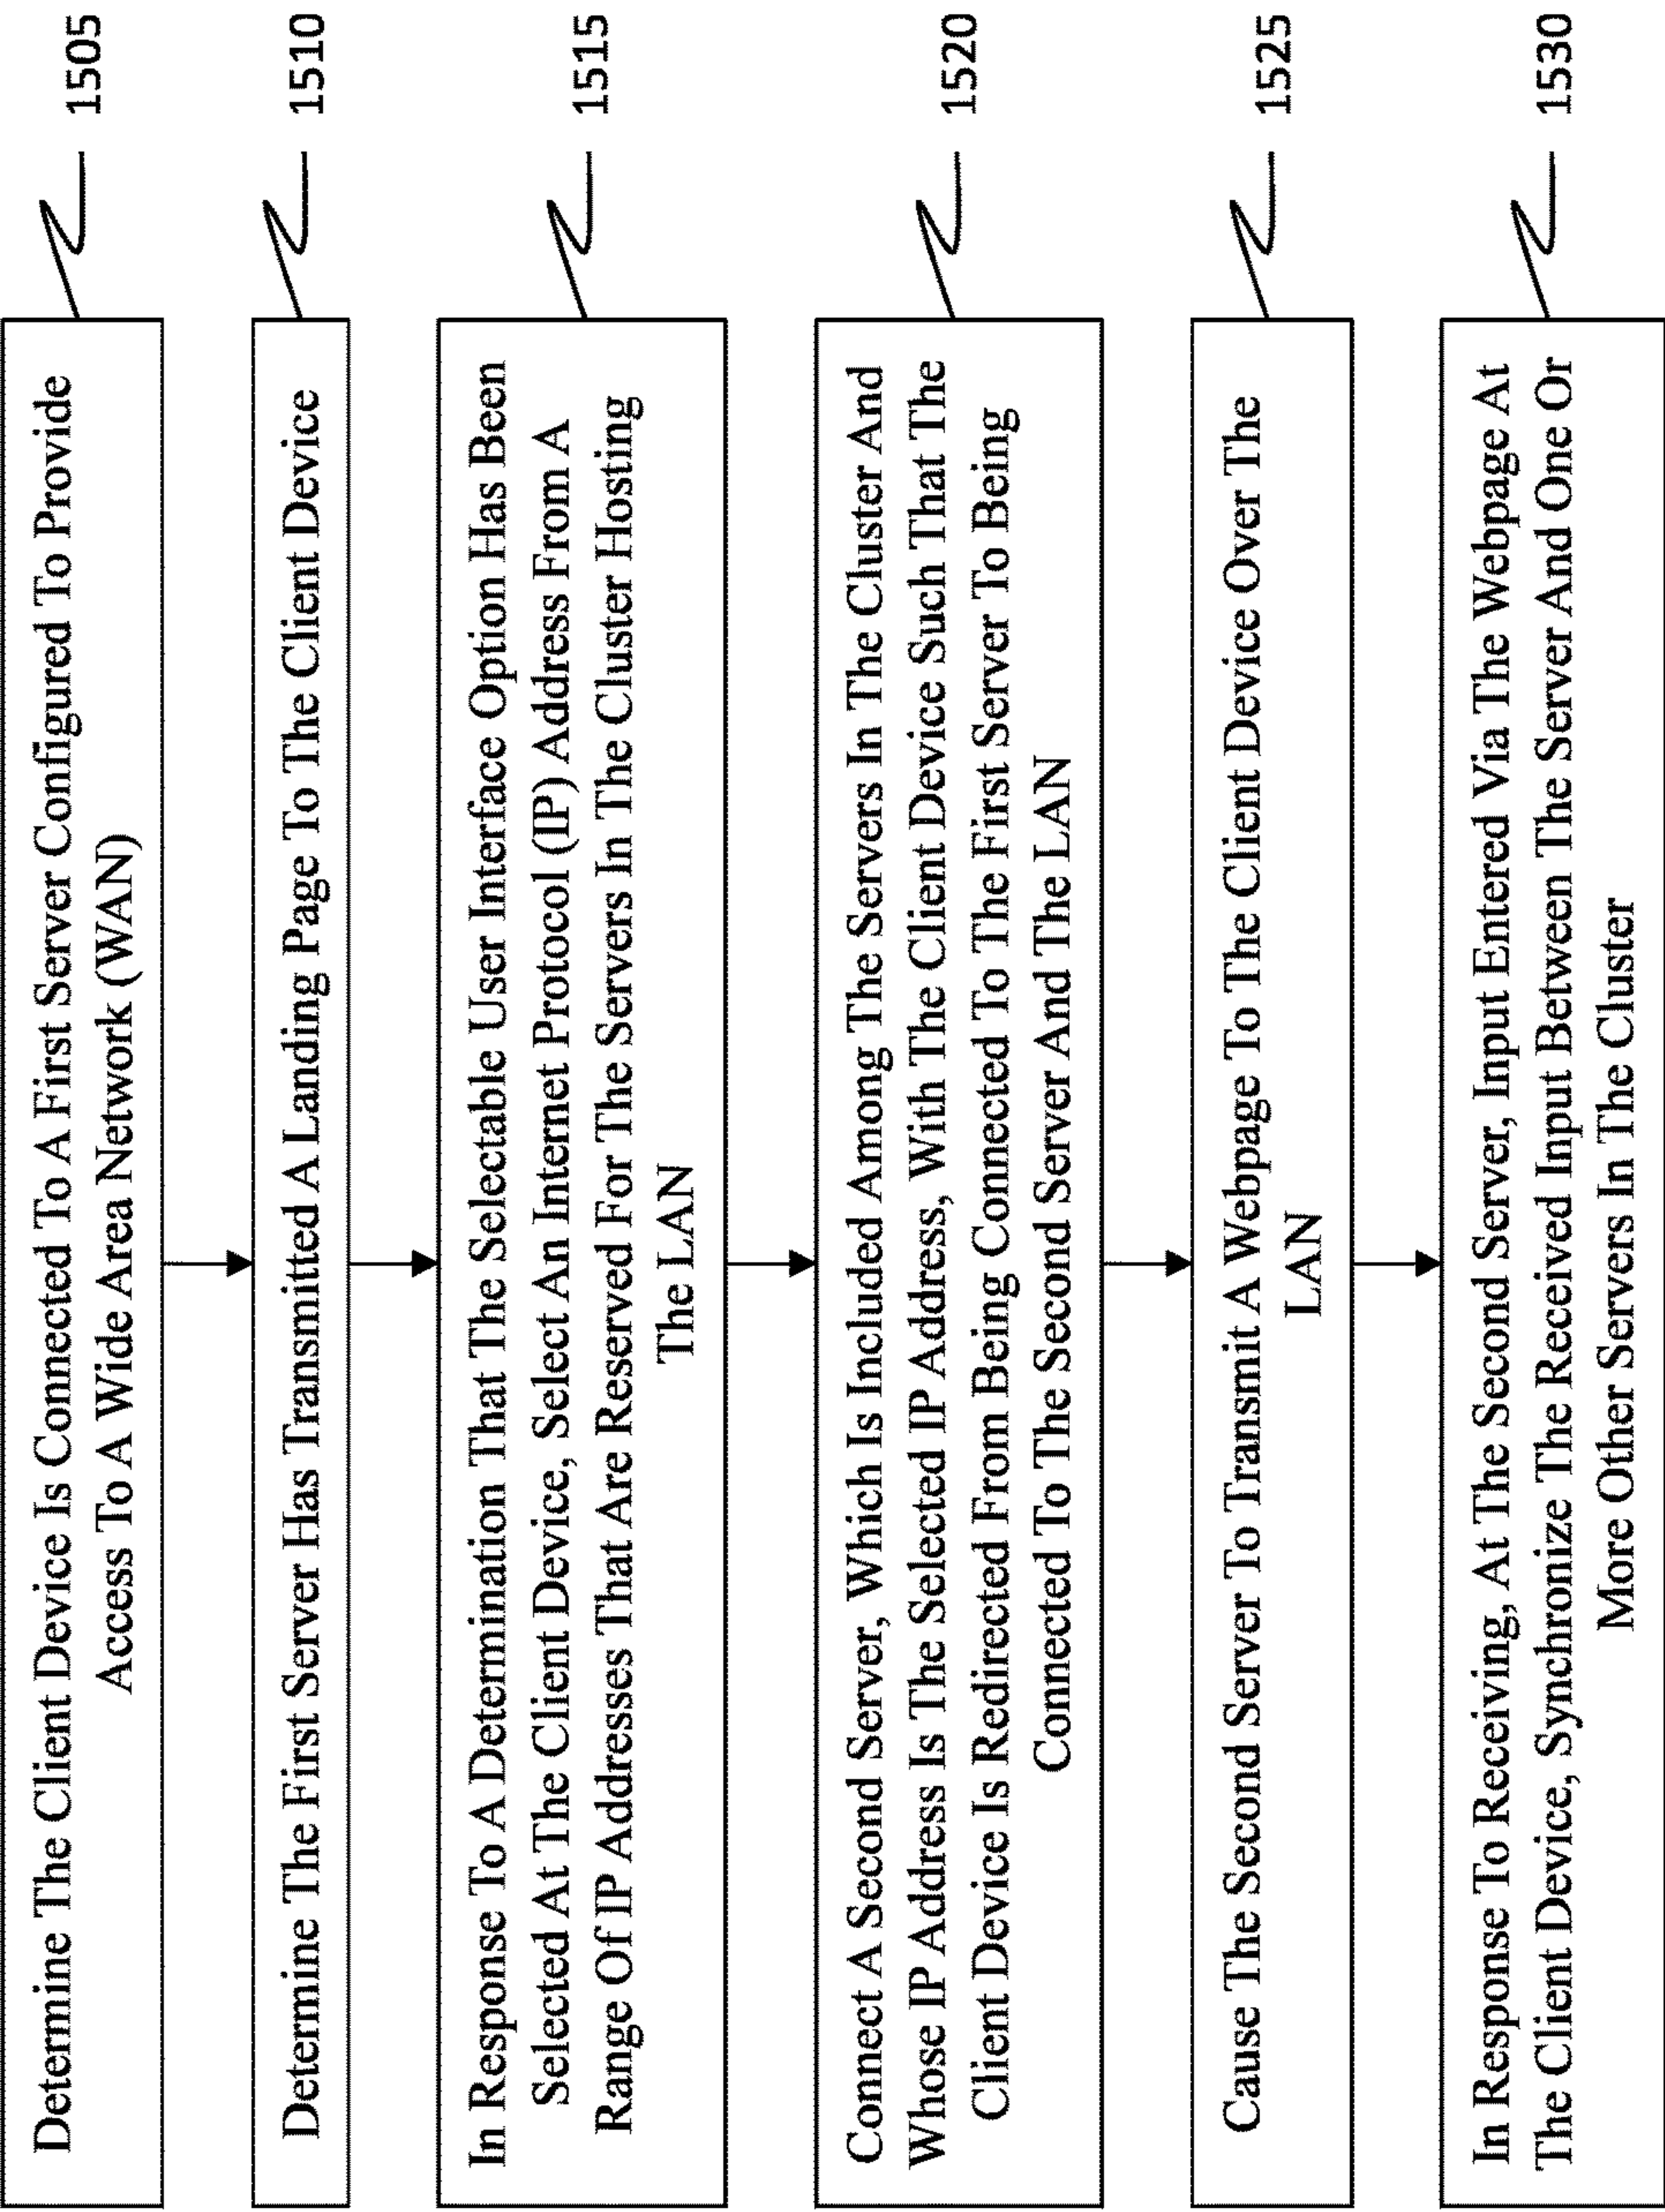 Determine The Client Device Is Connected To A First Server Configured To Provide
Access To A Wide Area Network (WAN)
1505
Determine The First Server Has Transmitted A Landing Page To The Client Device
1510
In Response To A Determination That The Selectable User Interface Option Has Been
Selected At The Client Device, Select An Internet Protocol (IP) Address From A
Range Of IP Addresses That Are Reserved For The Servers In The Cluster Hosting
The LAN
1515
Connect A Second Server, Which Is Included Among The Servers In The Cluster And
Whose IP Address Is The Selected IP Address, With The Client Device Such That The
Client Device Is Redirected From Being Connected To The First Server To Being
Connected To The Second Server And The LAN
1520
Cause The Second Server To Transmit A Webpage To The Client Device Over The
LAN
1525
In Response To Receiving, At The Second Server, Input Entered Via The Webpage At
The Client Device, Synchronize The Received Input Between The Server And One Or
More Other Servers In The Cluster
1530